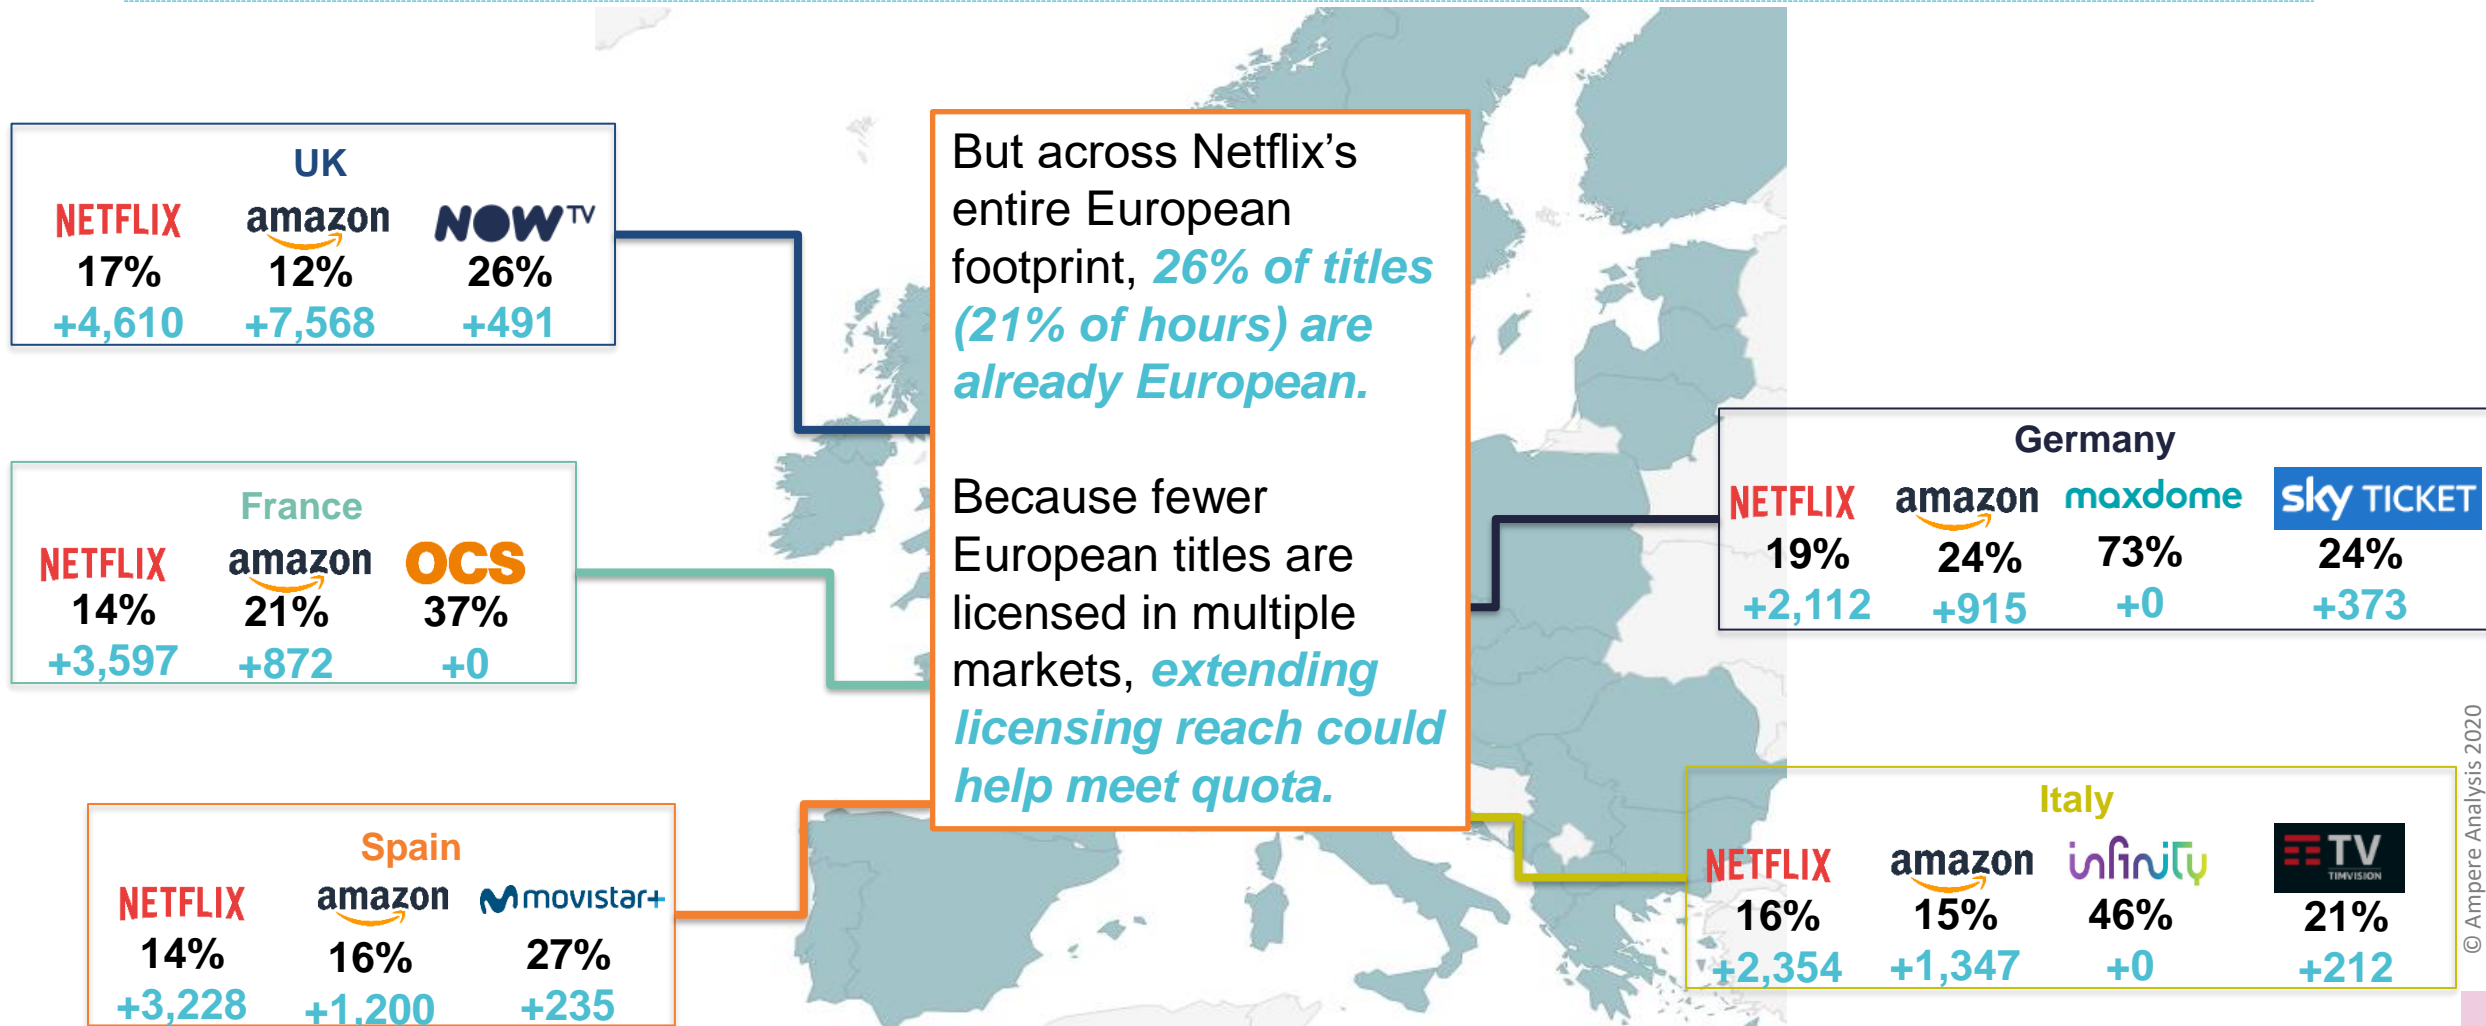 UK
NETFLIX amazon NOW TV
17% 12% 26%
+4,610 +7,568 +491
France
NETFLIX amazon OCS
14% 21% 37%
+3,597 +872 +0
Spain
NETFLIX amazon movistar+
14% 16% 27%
+3,228 +1,200 +235
But across Netflix’s
entire European
footprint, 26% of titles
(21% of hours) are
already European.
Because fewer
European titles are
licensed in multiple
markets, extending
licensing reach could
help meet quota.
Germany
NETFLIX amazon maxdome sky TICKET
19% 24% 73% 24%
+2,112 +915 +0 +373
Italy
NETFLIX amazon infinity TV
TIMVISION
16% 15% 46% 21%
+2,354 +1,347 +0 +212
© Ampere Analysis 2020